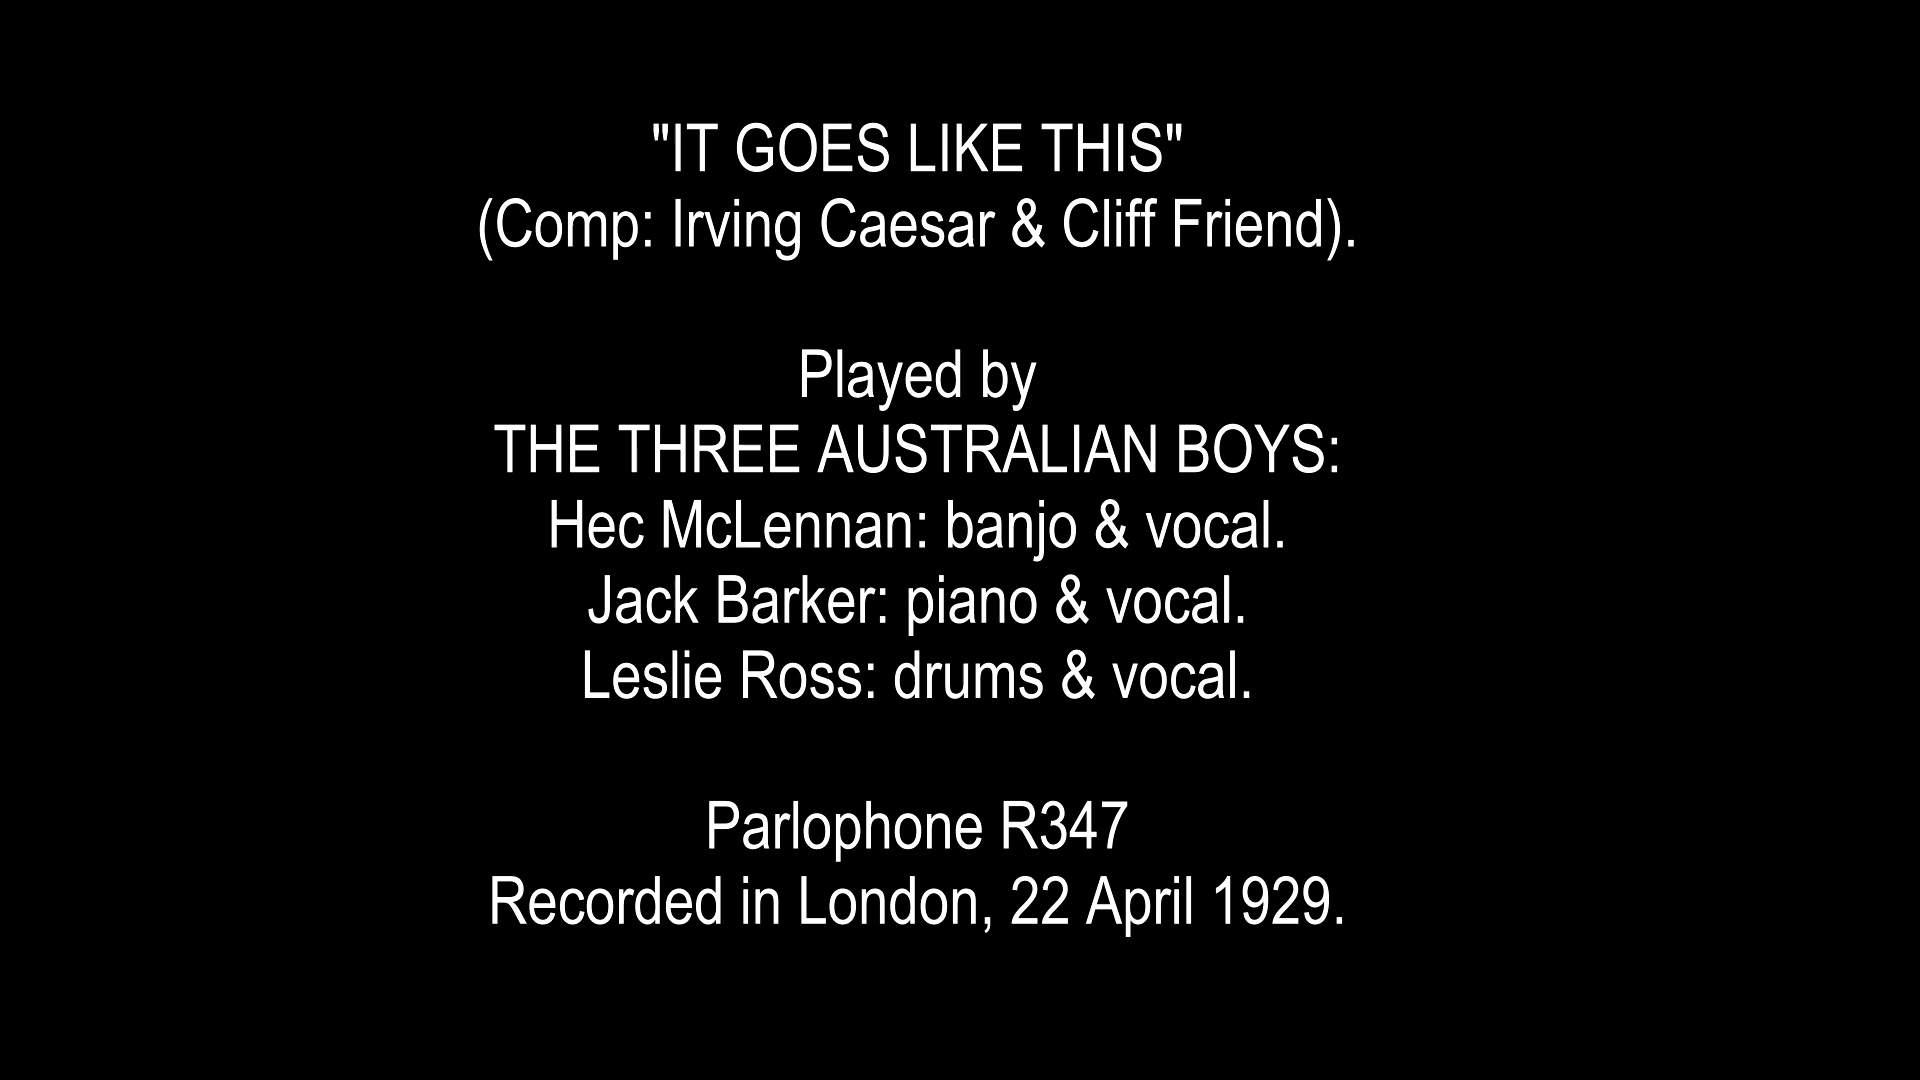 "IT GOES LIKE THIS"
(Comp: Irving Caesar & Cliff Friend).
Played by
THE THREE AUSTRALIAN BOYS:
Hec McLennan: banjo & vocal.
Jack Barker: piano & vocal.
Leslie Ross: drums & vocal.
Parlophone R347
Recorded in London, 22 April 1929.